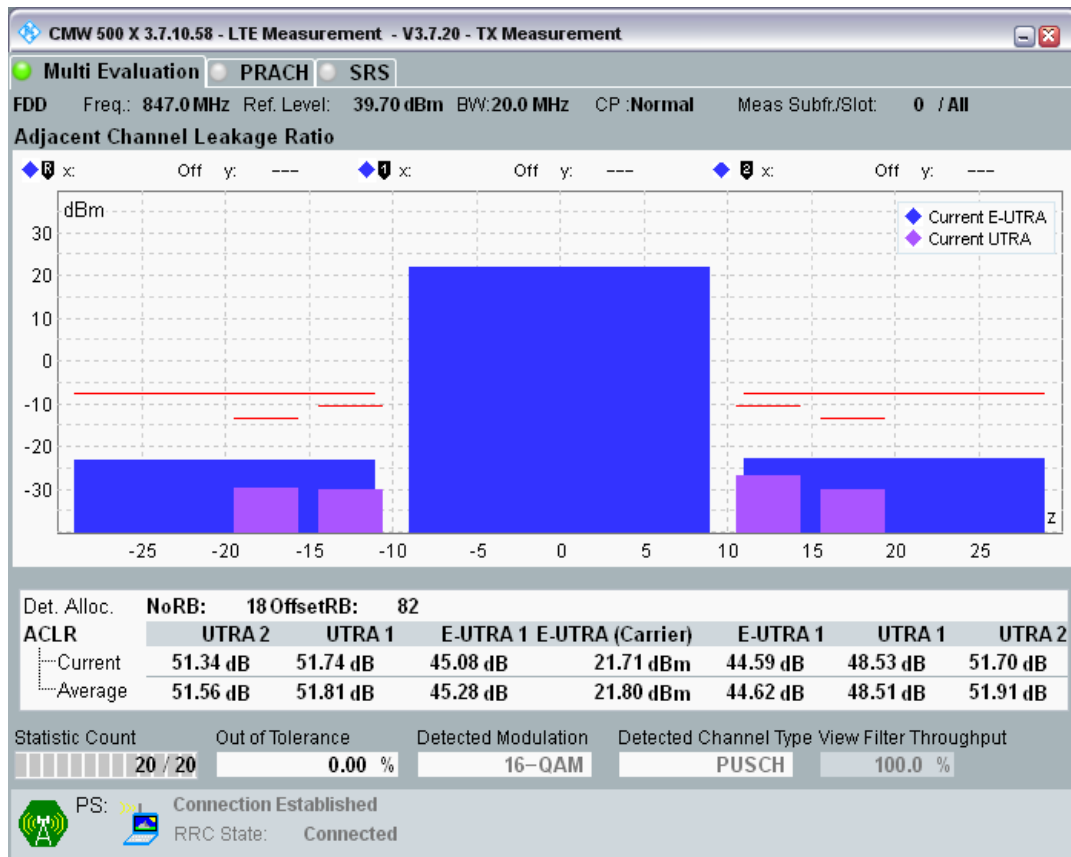 CMW 500 X 3.7.10.58 - LTE Measurement - V3.7.20 - TX Measurement
Multi Evaluation PRACH SRS
FDD Freq.: 847.0 MHz Ref. Level: 39.70 dBm BW:20.0 MHz CP :Normal Meas Subfr./Slot: 0 / All
Adjacent Channel Leakage Ratio
R x: Off y: --- 1 x: Off y: --- 2 x: Off y: ---
dBm
Current E-UTRA
Current UTRA
30
20
10
0
-10
-20
-30
z
-25 -20 -15 -10 -5 0 5 10 15 20 25
Det. Alloc. NoRB: 18 OffsetRB: 82
ACLR UTRA 2 UTRA 1 E-UTRA 1 E-UTRA (Carrier) E-UTRA 1 UTRA 1 UTRA 2
Current 51.34 dB 51.74 dB 45.08 dB 21.71 dBm 44.59 dB 48.53 dB 51.70 dB
Average 51.56 dB 51.81 dB 45.28 dB 21.80 dBm 44.62 dB 48.51 dB 51.91 dB
Statistic Count Out of Tolerance Detected Modulation Detected Channel Type View Filter Throughput
20 / 20 0.00 % 16-QAM PUSCH 100.0 %
PS: Connection Established
RRC State: Connected